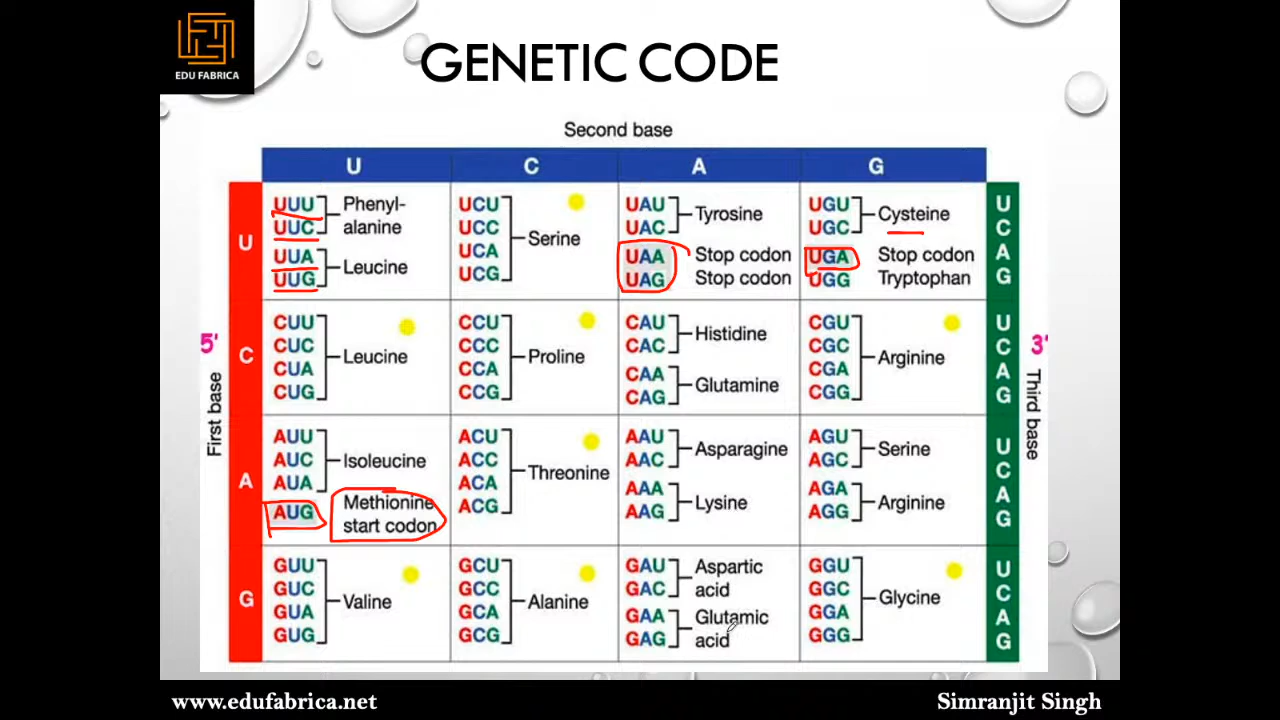 EDU FABRICA
GENETIC CODE
Second base
U C A G
First base
5'
U
UUU
UUC
Phenyl-
alanine
UUA
UUG
Leucine
UCU
UCC
UCA
UCG
Serine
UAU
UAC
Tyrosine
UAA Stop codon
UAG Stop codon
UGU
UGC
Cysteine
UGA Stop codon
UGG Tryptophan
U
C
A
G
C
CUU
CUC
CUA
CUG
Leucine
CCU
CCC
CCA
CCG
Proline
CAU
CAC
Histidine
CAA
CAG
Glutamine
CGU
CGC
CGA
CGG
Arginine
U
C
A
G
A
AUU
AUC
AUA
Isoleucine
AUG
Methionine
start codon
ACU
ACC
ACA
ACG
Threonine
AAU
AAC
Asparagine
AAA
AAG
Lysine
AGU
AGC
Serine
AGA
AGG
Arginine
U
C
A
G
G
GUU
GUC
GUA
GUG
Valine
GCU
GCC
GCA
GCG
Alanine
GAU
GAC
Aspartic
acid
GAA
GAG
Glutamic
acid
GGU
GGC
GGA
GGG
Glycine
U
C
A
G
3'
Third base
www.edufabrica.net
Simranjit Singh